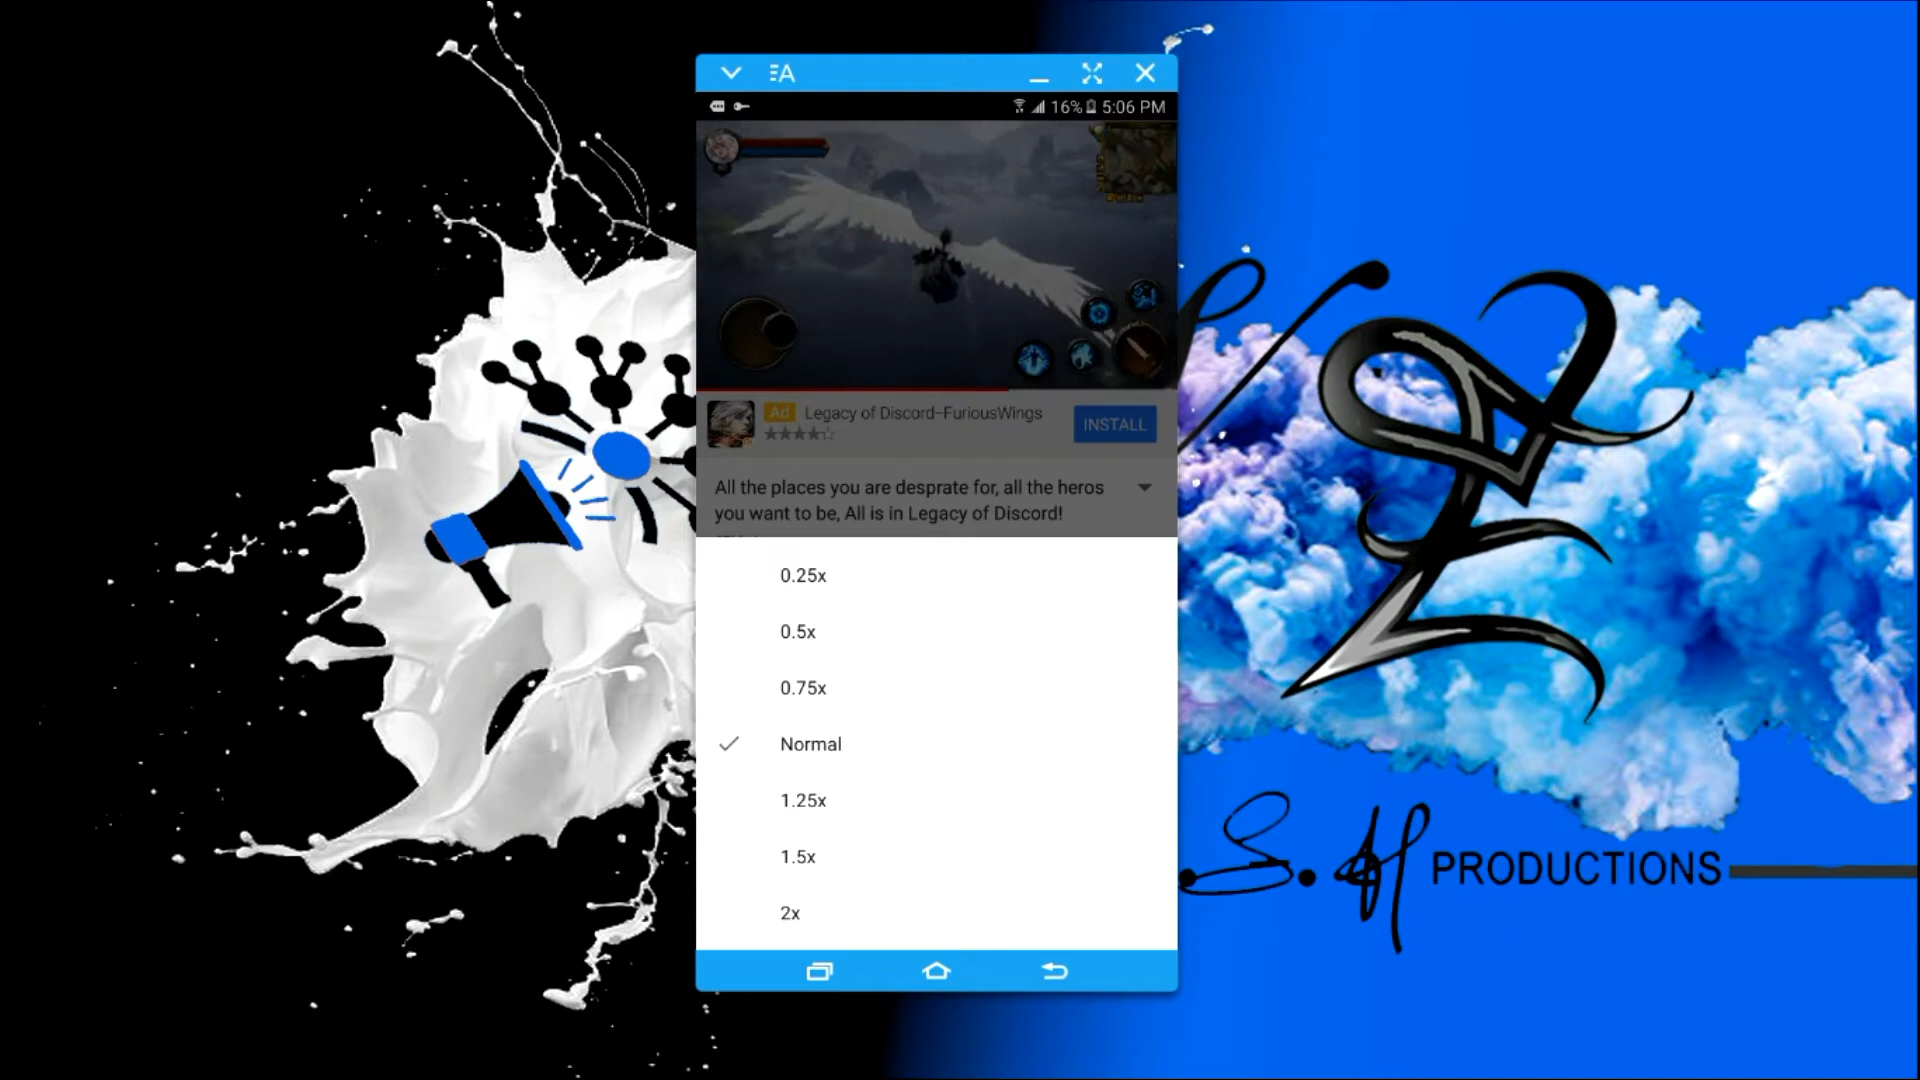 16% 5:06 PM
Ad Legacy of Discord-FuriousWings
INSTALL
All the places you are desprate for, all the heros
you want to be, All is in Legacy of Discord!
0.25x
0.5x
0.75x
Normal
1.25x
1.5x
2x
S. H PRODUCTIONS